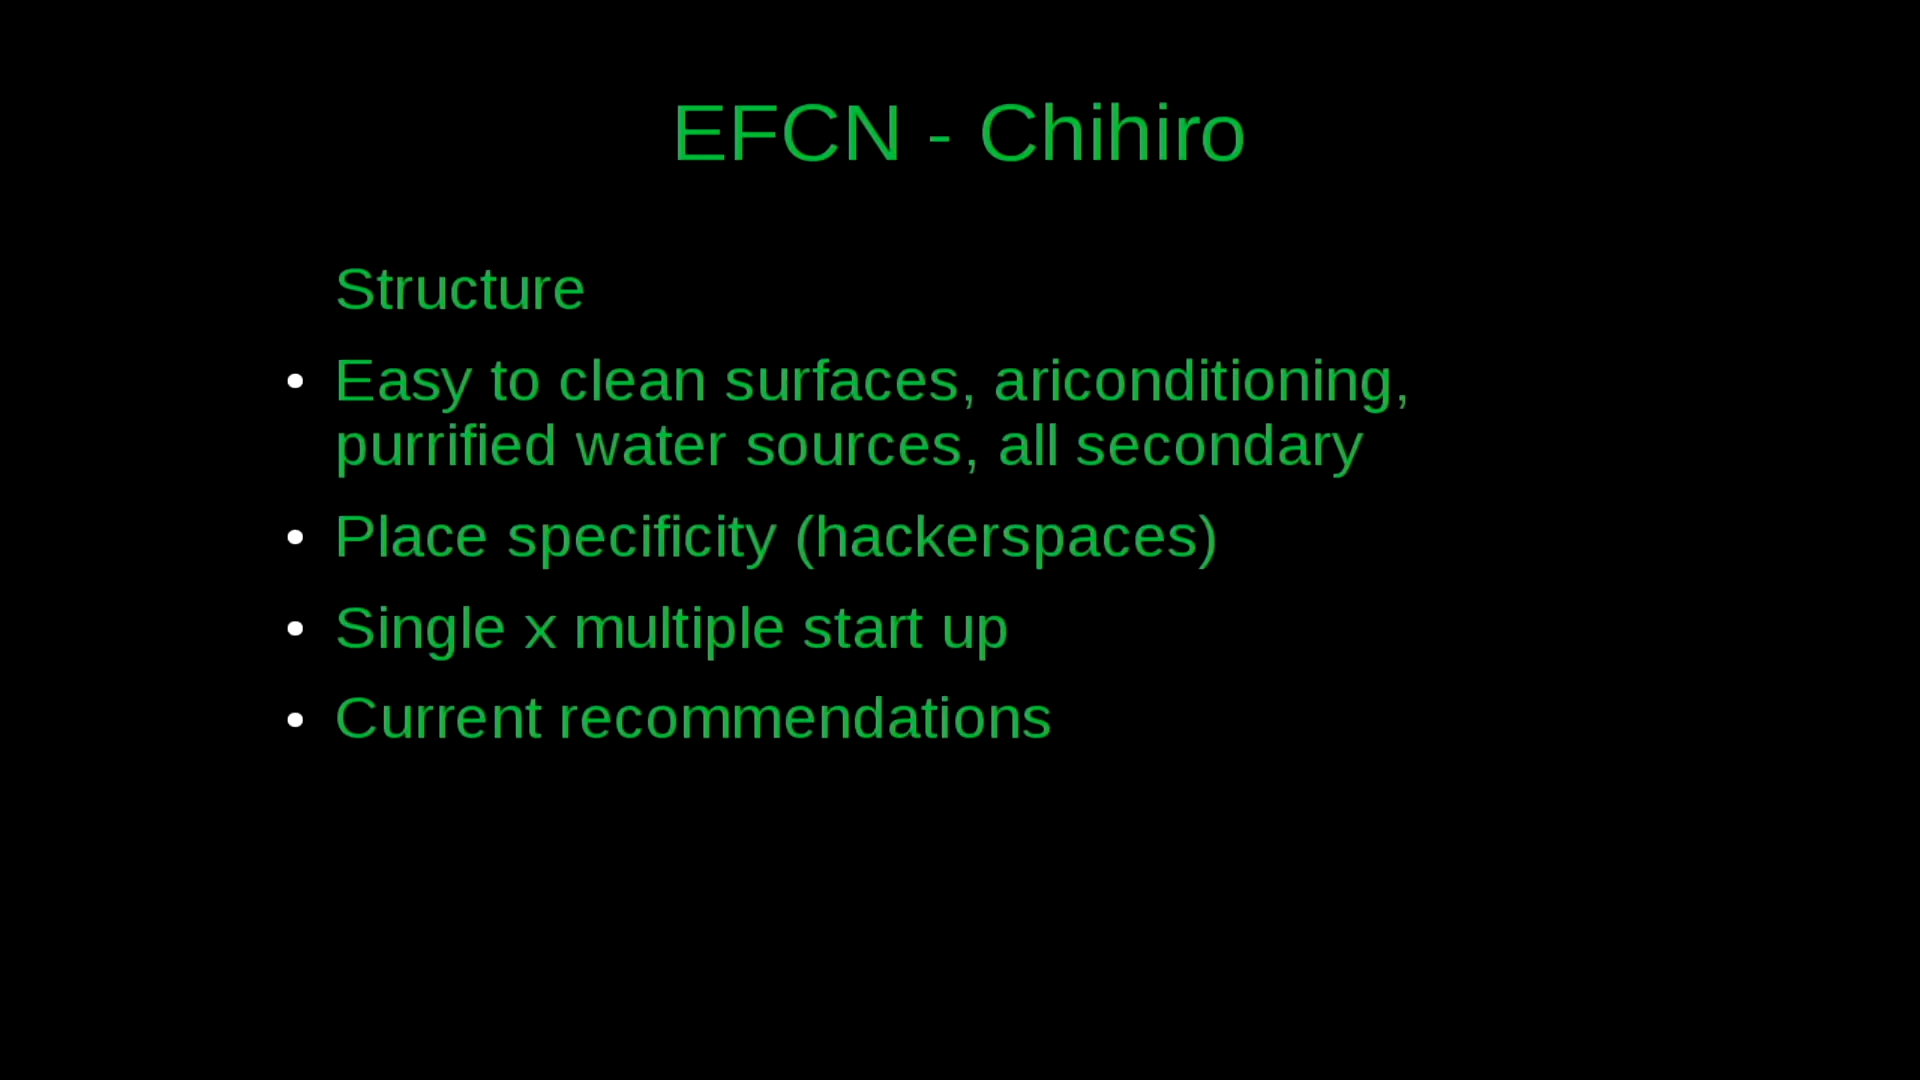 EFCN - Chihiro
Structure
• Easy to clean surfaces, ariconditioning,
purrified water sources, all secondary
• Place specificity (hackerspaces)
• Single x multiple start up
• Current recommendations